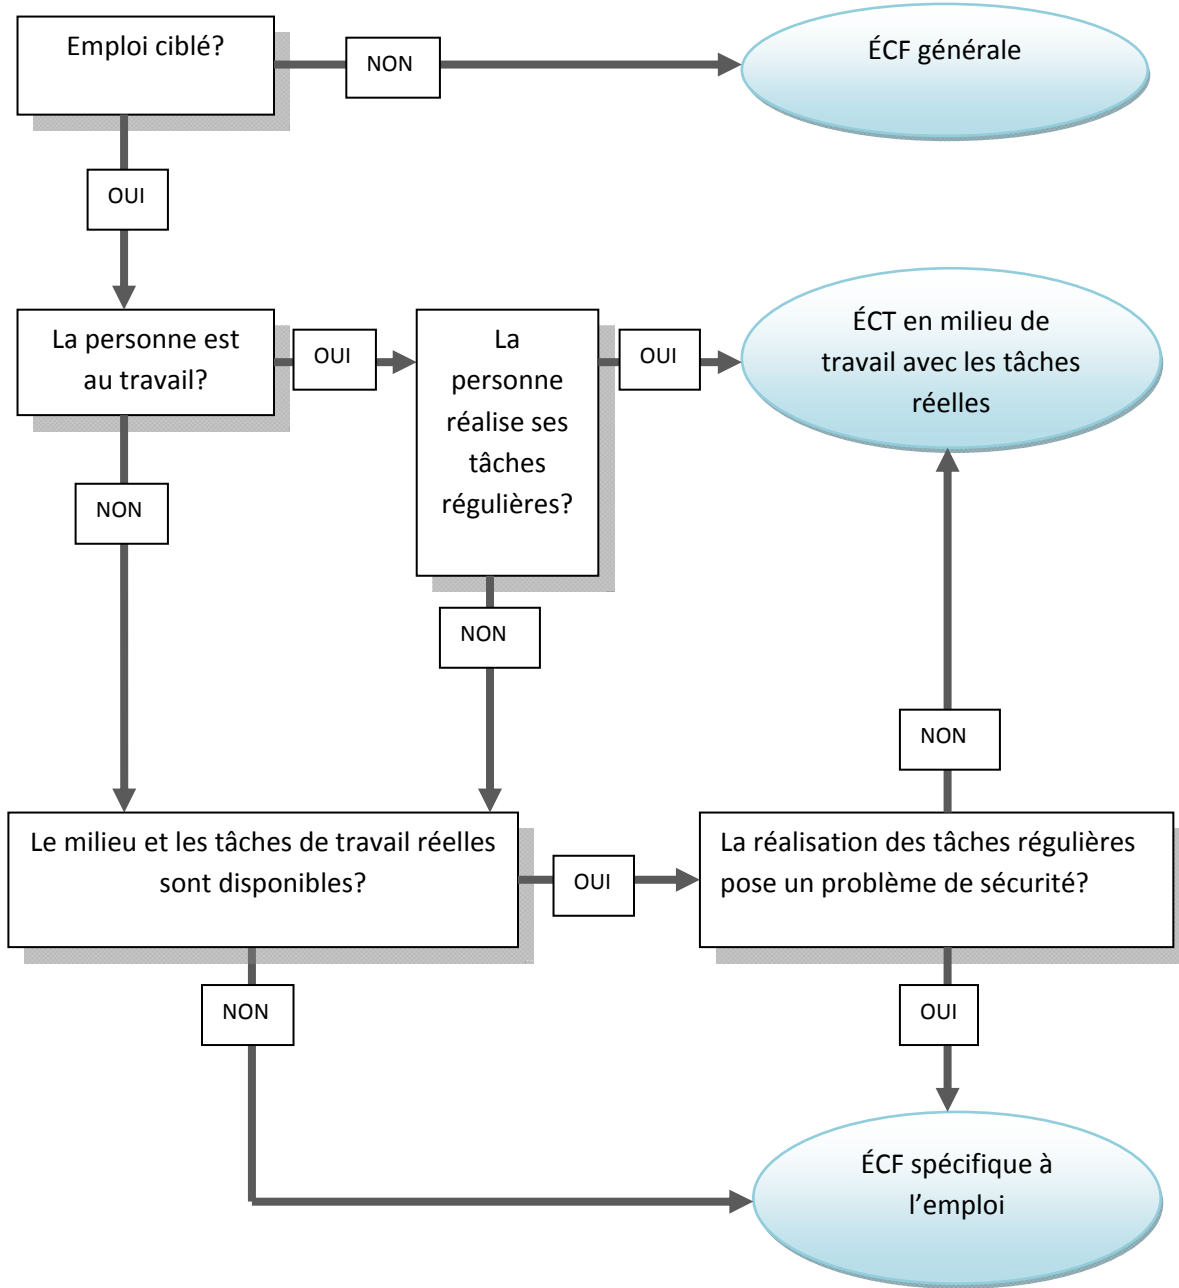 Emploi ciblé?
NON
ÉCF générale
OUI
La personne est
au travail?
OUI
La
personne
réalise ses
tâches
régulières?
OUI
ÉCT en milieu de
travail avec les tâches
réelles
NON
NON
NON
Le milieu et les tâches de travail réelles
sont disponibles?
OUI
La réalisation des tâches régulières
pose un problème de sécurité?
NON
OUI
ÉCF spécifique à
l’emploi